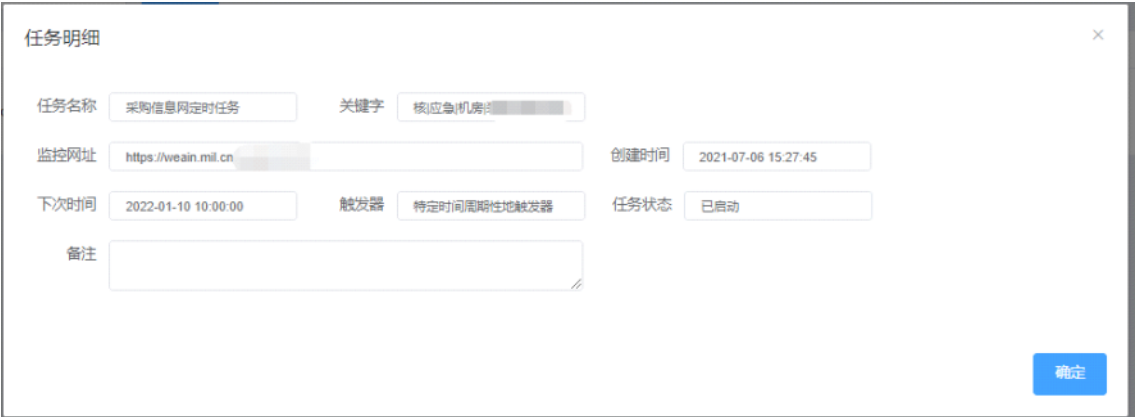 任务明细
任务名称 采购信息网定时任务 关键字 核|应急|机房|
监控网址 https://weain.mil.cn 创建时间 2021-07-06 15:27:45
下次时间 2022-01-10 10:00:00 触发器 特定时间周期性地触发器 任务状态 已启动
备注
确定